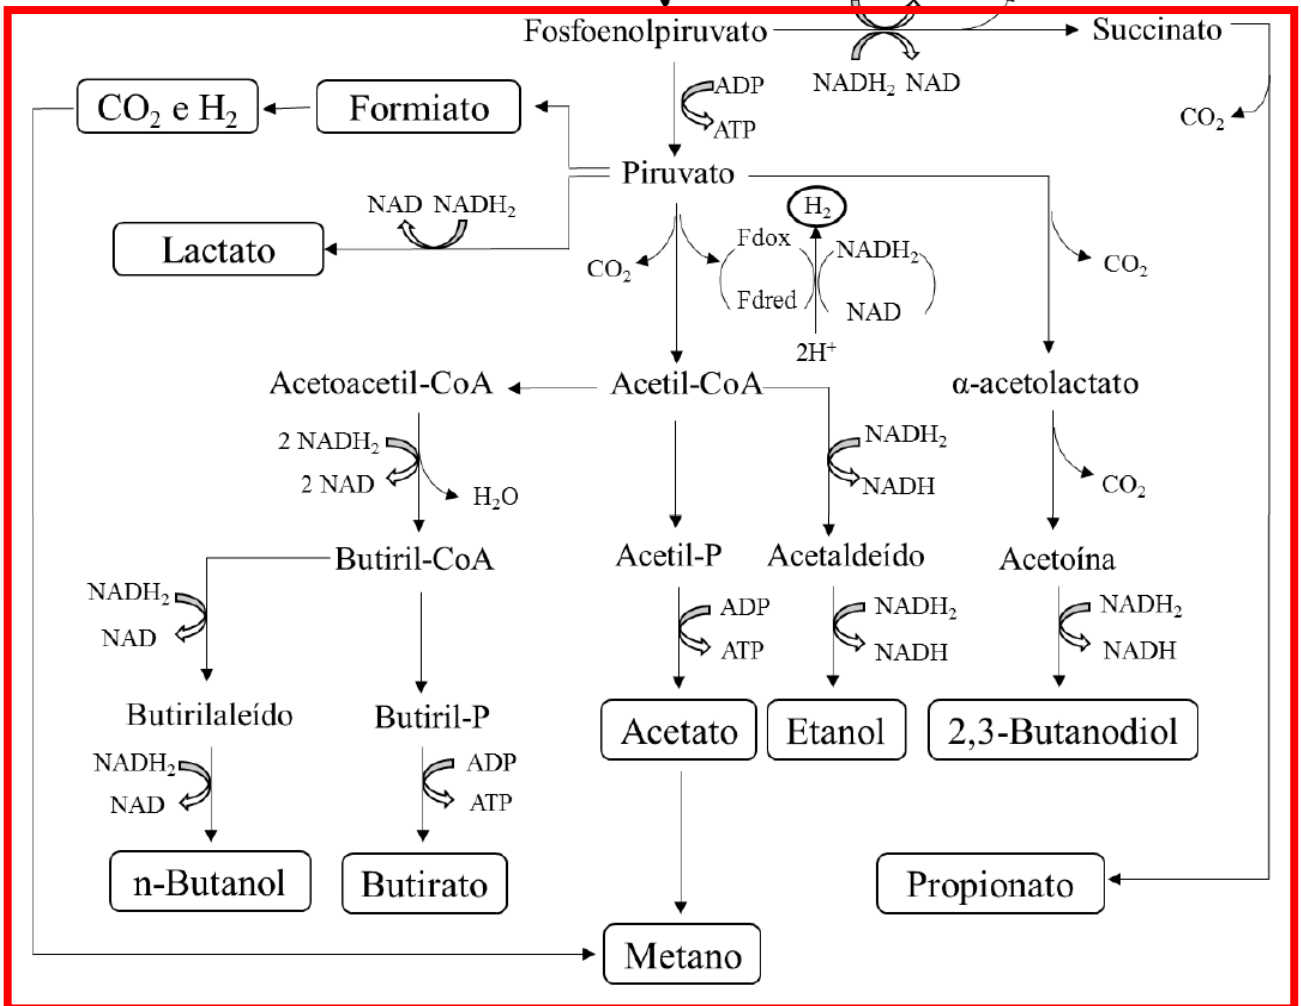 Fosfoenolpiruvato
Succinato
NADH₂ NAD
CO₂
ADP
ATP
CO₂ e H₂
Formiato
Piruvato
NAD NADH₂
Lactato
H₂
Fdox
NADH₂
Fdred
NAD
2H⁺
CO₂
CO₂
Acetoacetil-CoA
Acetil-CoA
α-acetolactato
2 NADH₂
2 NAD
H₂O
NADH₂
NADH
CO₂
Butiril-CoA
Acetil-P
Acetaldeído
Acetoína
NADH₂
NAD
ADP
ATP
NADH₂
NADH
NADH₂
NADH
Butirilaleído
Butiril-P
Acetato
Etanol
2,3-Butanodiol
NADH₂
NAD
ADP
ATP
n-Butanol
Butirato
Propionato
Metano